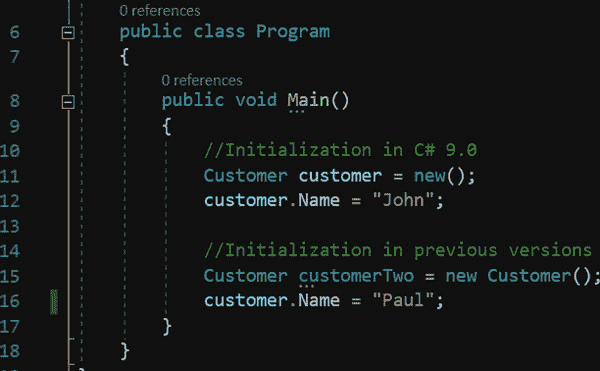 0 references
6 public class Program
7 {
0 references
8 public void Main()
9 {
10 //Initialization in C# 9.0
11 Customer customer = new();
12 customer.Name = "John";
13
14 //Initialization in previous versions
15 Customer customerTwo = new Customer();
16 customer.Name = "Paul";
17 }
18 }